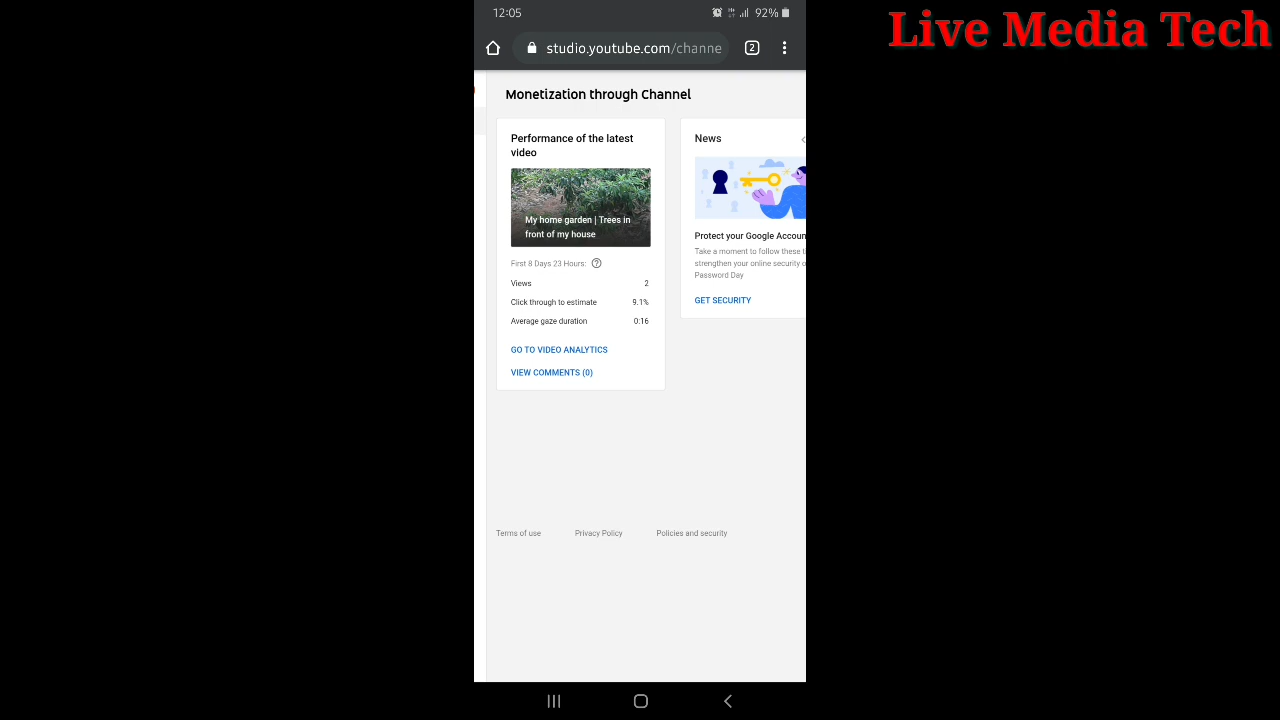 Live Media Tech
12:05
92%
studio.youtube.com/channe
2
Monetization through Channel
Performance of the latest
video
My home garden | Trees in
front of my house
First 8 Days 23 Hours:
Views 2
Click through to estimate 9.1%
Average gaze duration 0:16
GO TO VIDEO ANALYTICS
VIEW COMMENTS (0)
News
Protect your Google Accoun
Take a moment to follow these ti
strengthen your online security o
Password Day
GET SECURITY
Terms of use Privacy Policy Policies and security